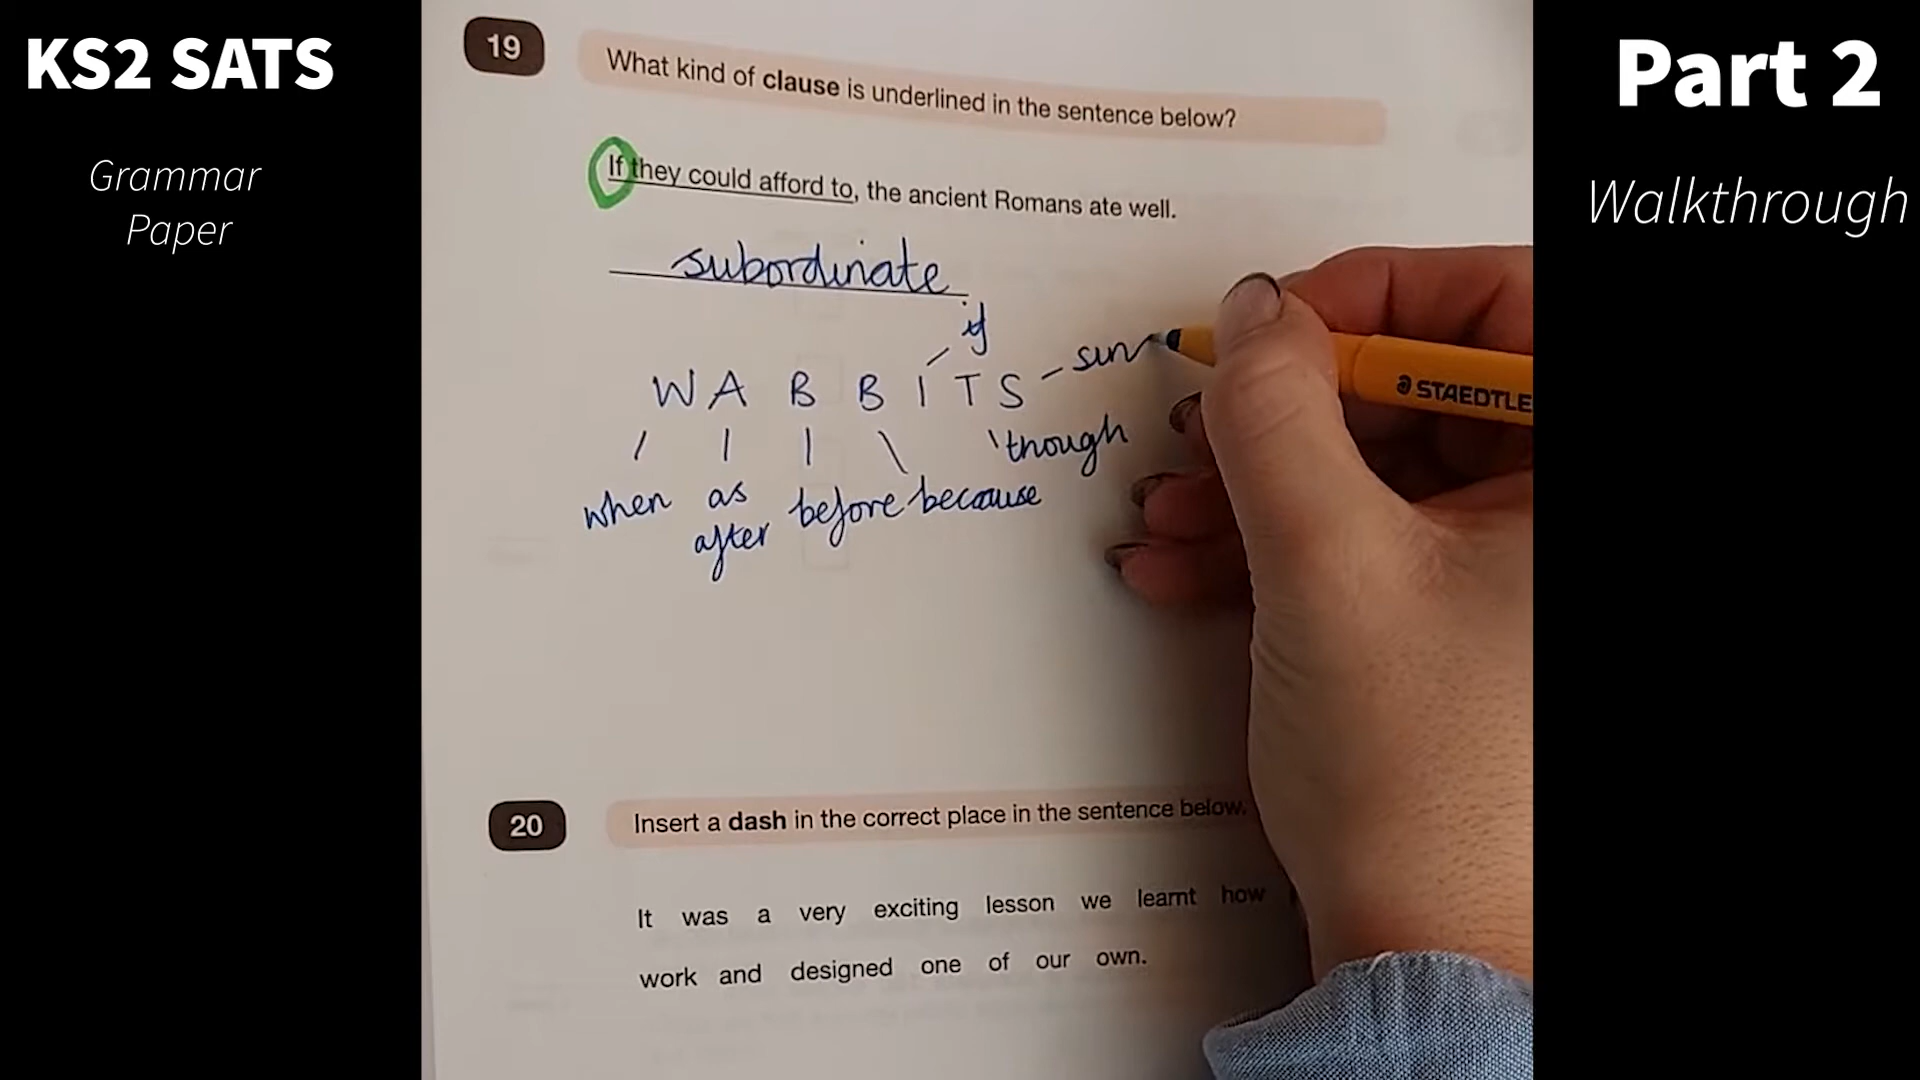 KS2 SATS
Grammar
Paper
Part 2
Walkthrough
19
What kind of clause is underlined in the sentence below?
If they could afford to, the ancient Romans ate well.
subordinate
if
sin
W A B B I T S
though
when as before because
after
20
Insert a dash in the correct place in the sentence below.
It was a very exciting lesson we learnt how
work and designed one of our own.
STAEDTLE